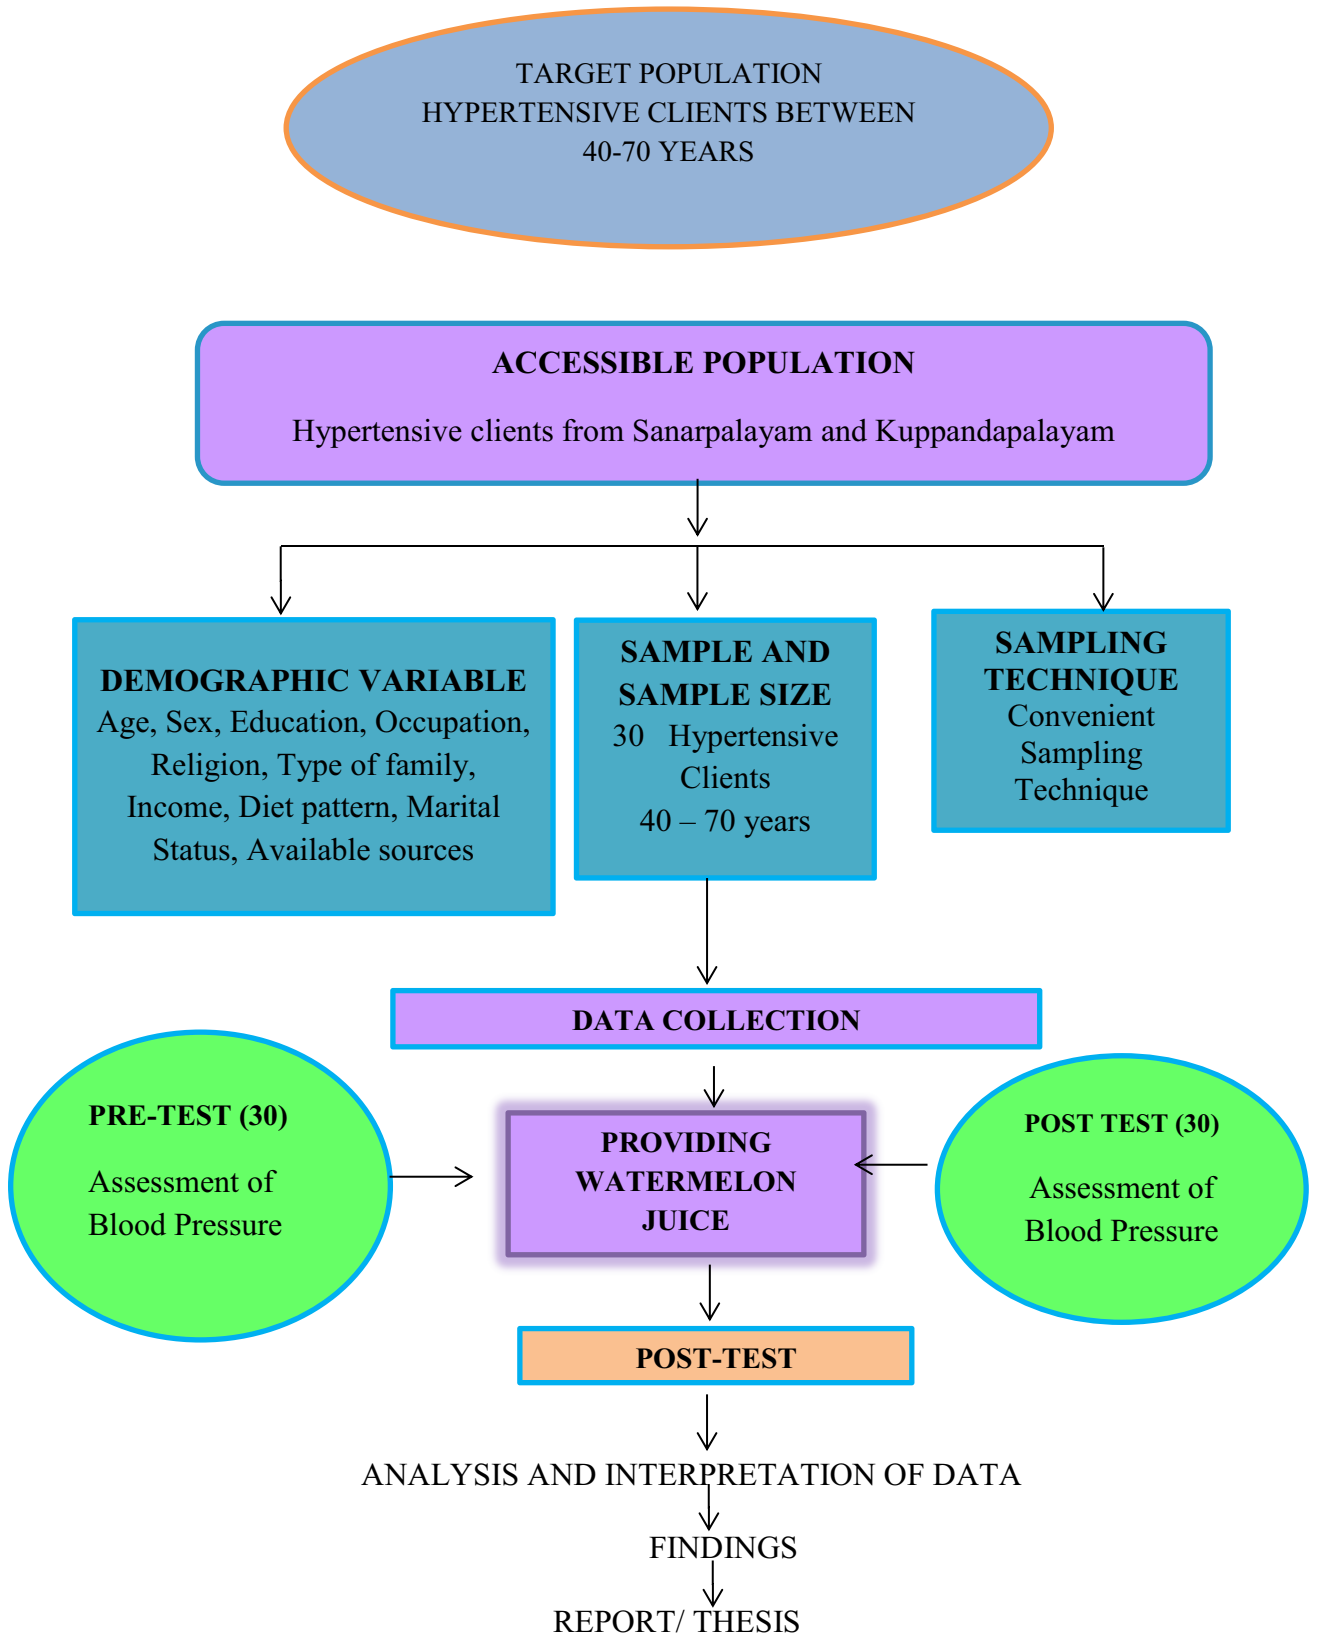 TARGET POPULATION
HYPERTENSIVE CLIENTS BETWEEN
40-70 YEARS
ACCESSIBLE POPULATION
Hypertensive clients from Sanarpalayam and Kuppandapalayam
DEMOGRAPHIC VARIABLE
Age, Sex, Education, Occupation,
Religion, Type of family,
Income, Diet pattern, Marital
Status, Available sources
SAMPLE AND
SAMPLE SIZE
30 Hypertensive
Clients
40 – 70 years
SAMPLING
TECHNIQUE
Convenient
Sampling
Technique
DATA COLLECTION
PRE-TEST (30)
Assessment of
Blood Pressure
PROVIDING
WATERMELON
JUICE
POST TEST (30)
Assessment of
Blood Pressure
POST-TEST
ANALYSIS AND INTERPRETATION OF DATA
FINDINGS
REPORT/ THESIS